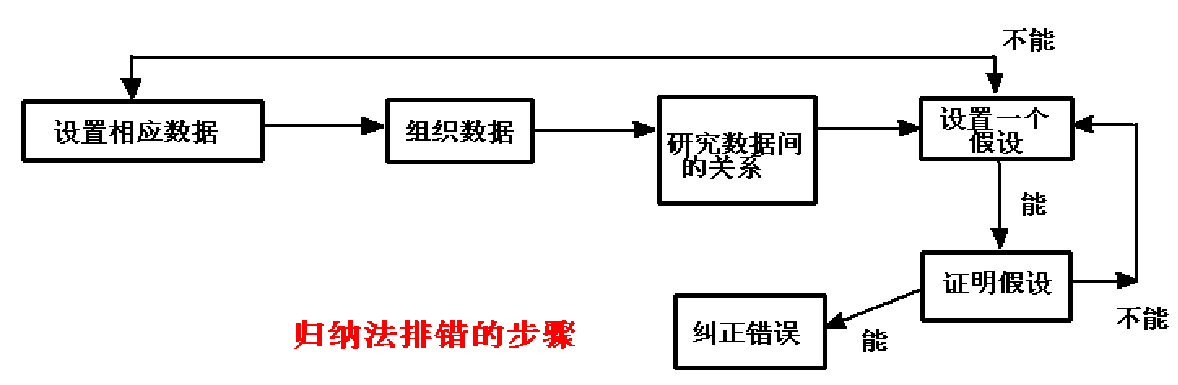 不能
设置相应数据
组织数据
研究数据间
的关系
设置一个
假设
能
证明假设
不能
纠正错误
能
归纳法排错的步骤